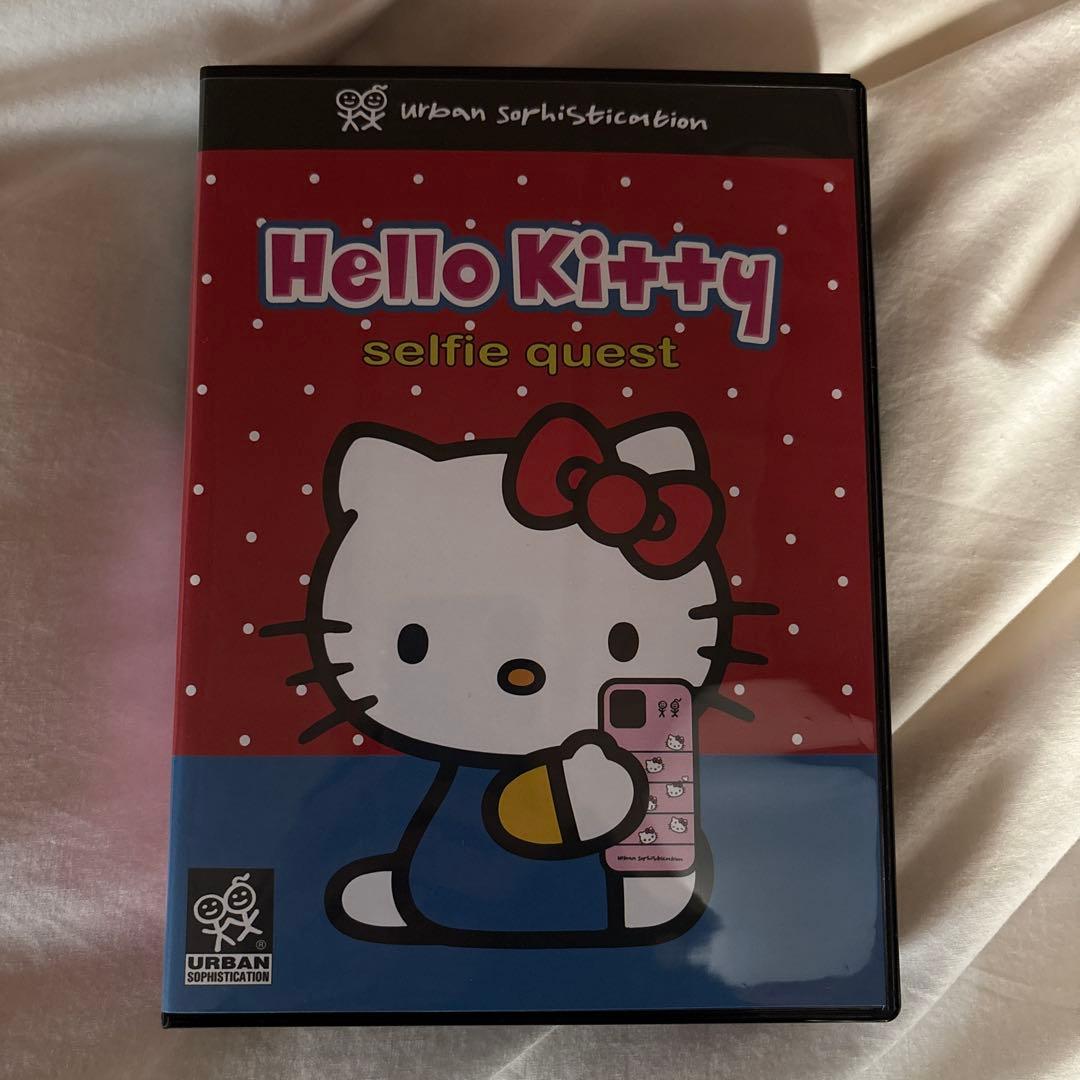 urban sophistication
Hello Kitty
selfie quest
urban sophistication
®
URBAN
SOPHISTICATION